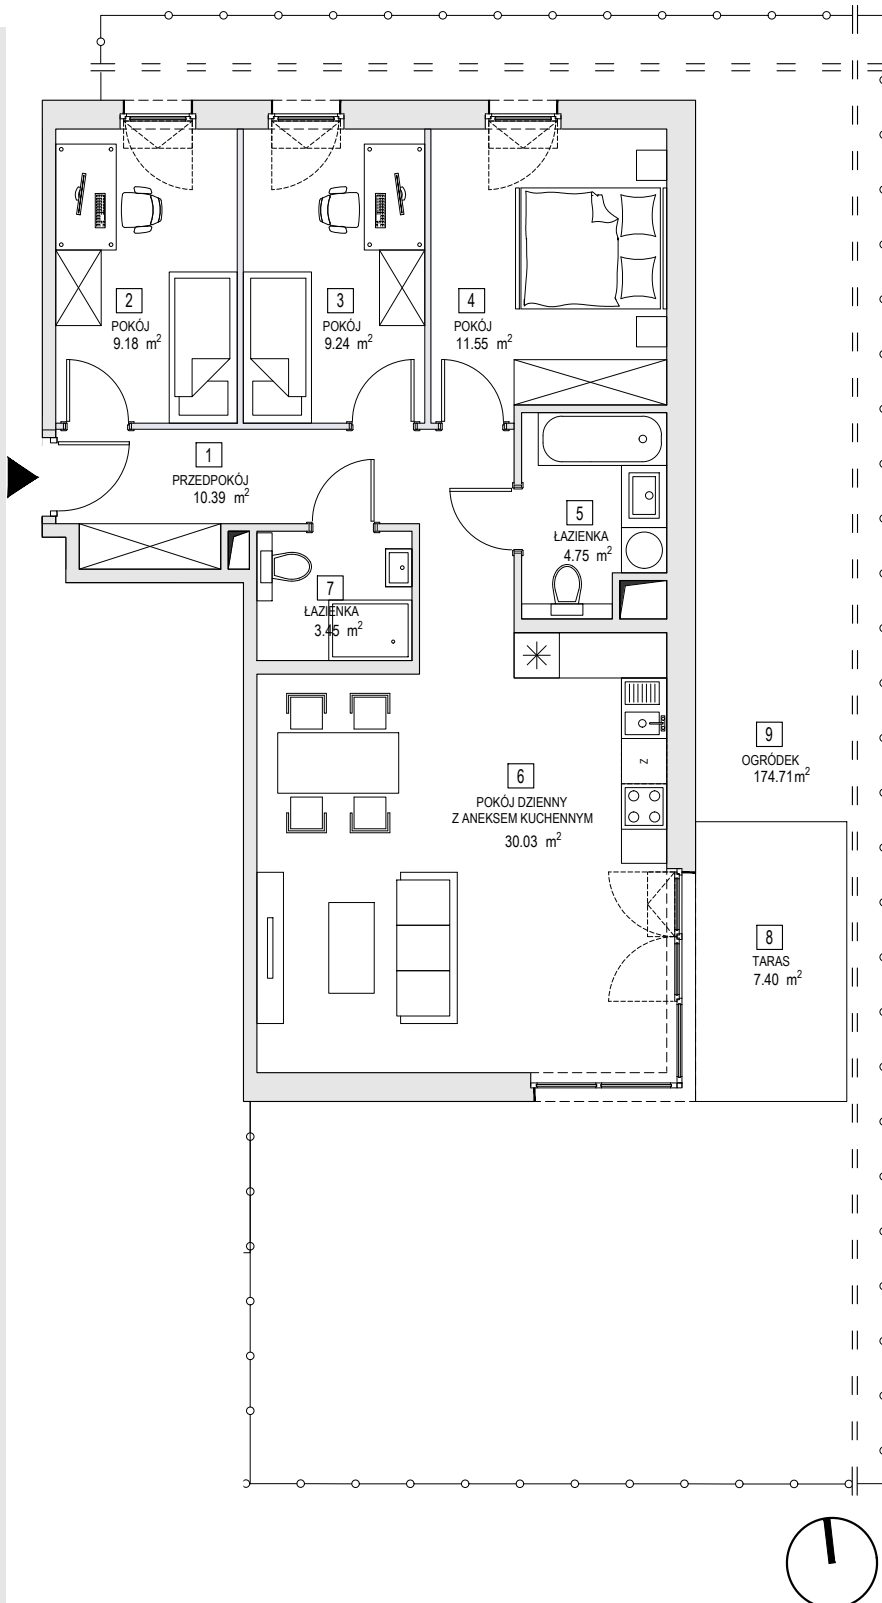 2
POKÓJ
9.18 m²
3
POKÓJ
9.24 m²
4
POKÓJ
11.55 m²
1
PRZEDPOKÓJ
10.39 m²
5
ŁAZIENKA
4.75 m²
7
ŁAZIENKA
3.45 m²
6
POKÓJ DZIENNY
Z ANEKSEM KUCHENNYM
30.03 m²
Z
9
OGRÓDEK
174.71m²
8
TARAS
7.40 m²